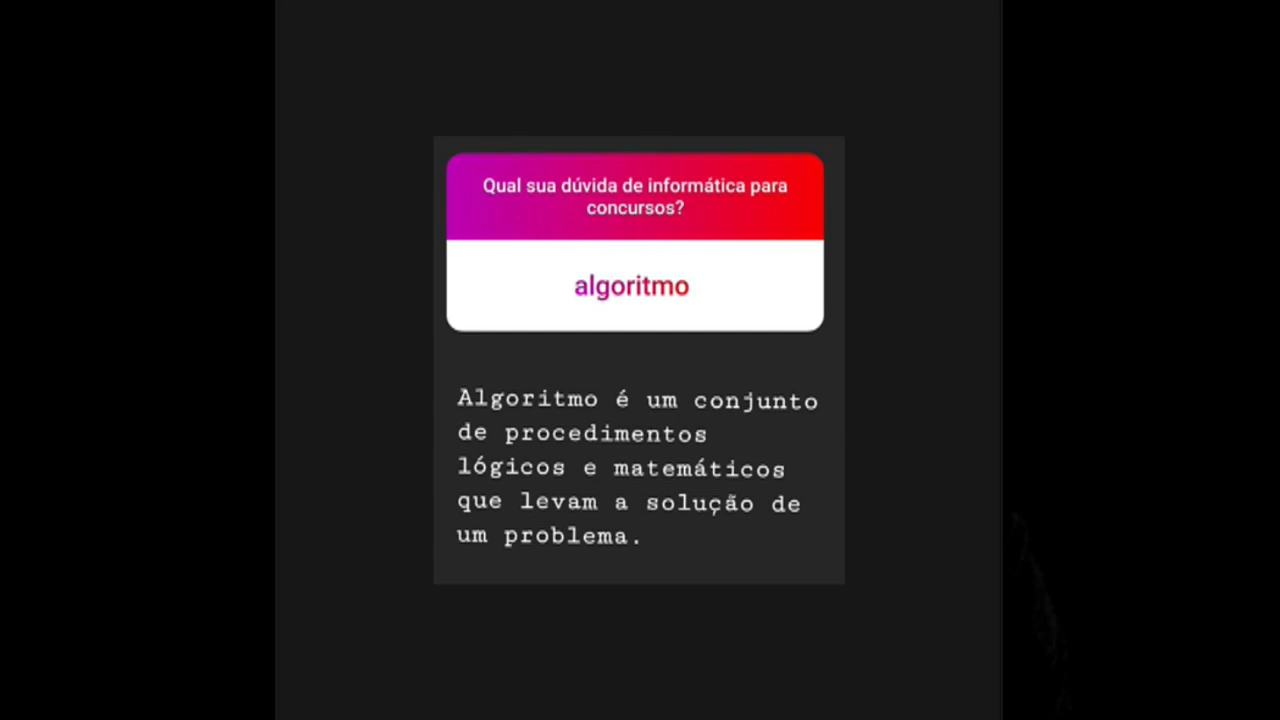 Qual sua dúvida de informática para
concursos?
algoritmo
Algoritmo é um conjunto
de procedimentos
lógicos e matemáticos
que levam a solução de
um problema.